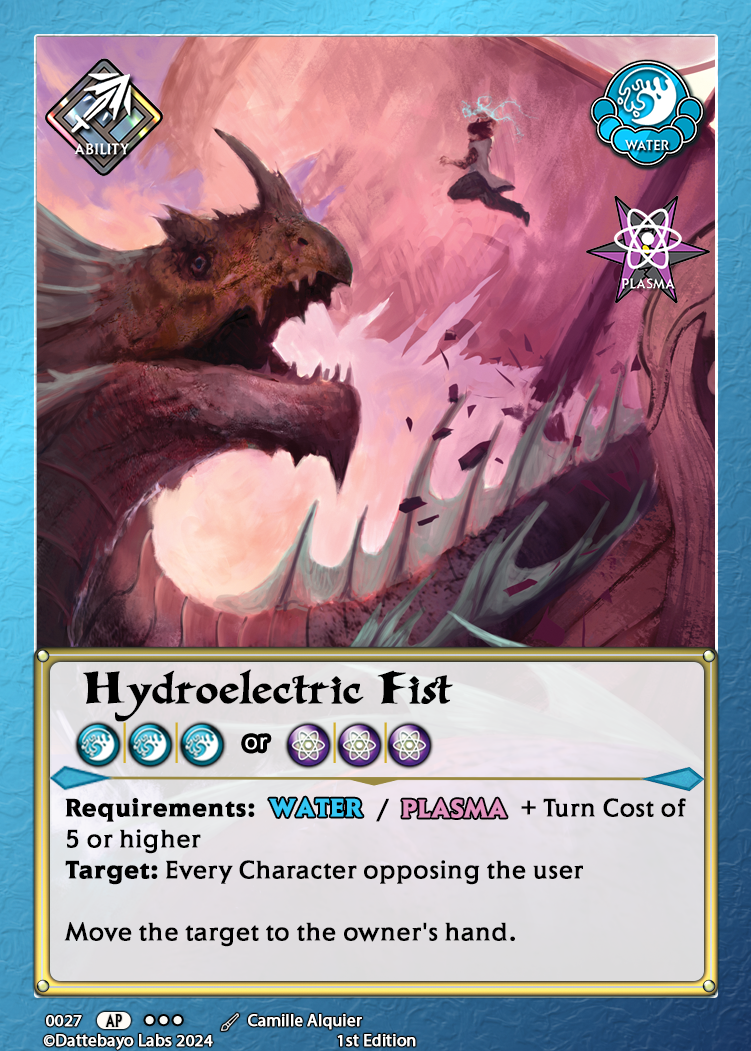 ABILITY
WATER
PLASMA
Hydroelectric Fist
or
Requirements: WATER / PLASMA + Turn Cost of
5 or higher
Target: Every Character opposing the user
Move the target to the owner's hand.
0027 AP Camille Alquier
©Dattebayo Labs 2024 1st Edition